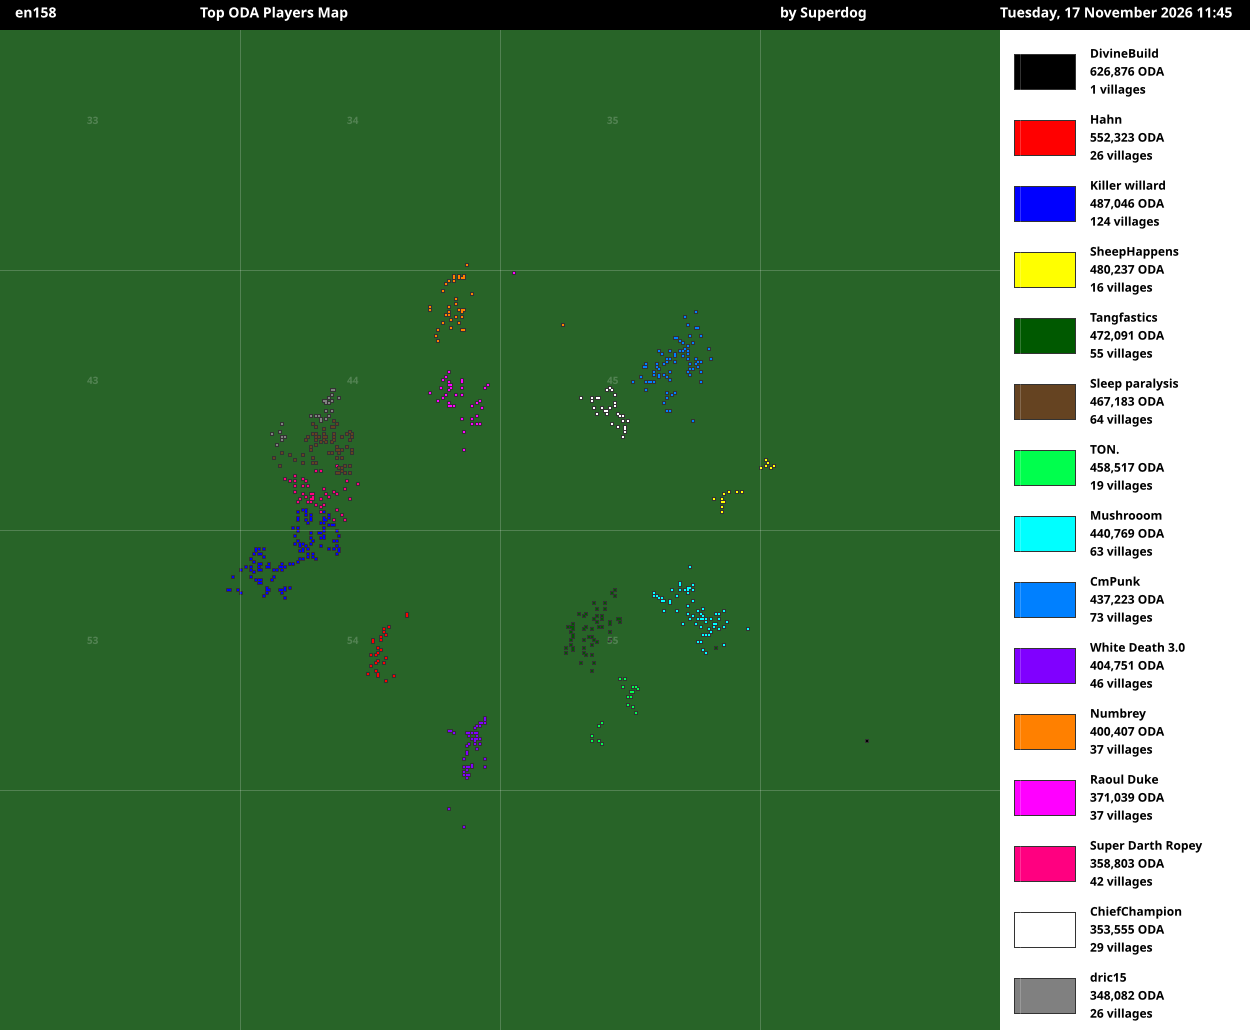 en158 Top ODA Players Map by Superdog Tuesday, 17 November 2026 11:45
33 34 35
43 44 45
53 54 55
DivineBuild
626,876 ODA
1 villages
Hahn
552,323 ODA
26 villages
Killer willard
487,046 ODA
124 villages
SheepHappens
480,237 ODA
16 villages
Tangfastics
472,091 ODA
55 villages
Sleep paralysis
467,183 ODA
64 villages
TON.
458,517 ODA
19 villages
Mushrooom
440,769 ODA
63 villages
CmPunk
437,223 ODA
73 villages
White Death 3.0
404,751 ODA
46 villages
Numbrey
400,407 ODA
37 villages
Raoul Duke
371,039 ODA
37 villages
Super Darth Ropey
358,803 ODA
42 villages
ChiefChampion
353,555 ODA
29 villages
dric15
348,082 ODA
26 villages